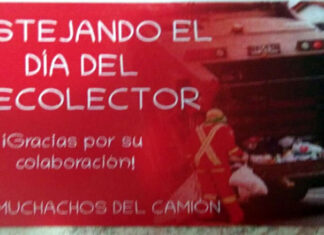 STEJANDO EL
DÍA DEL
ECOLECTOR
¡Gracias por su
colaboración!
MUCHACHOS DEL CAMIÓN